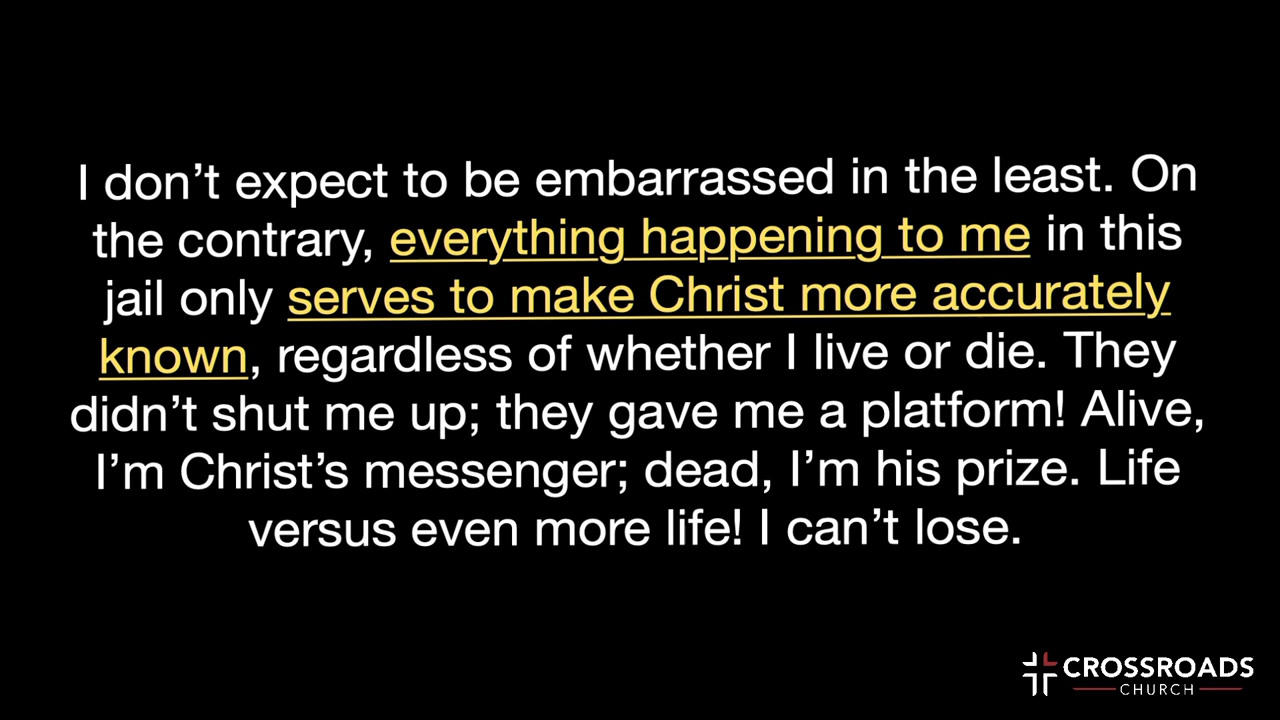 I don’t expect to be embarrassed in the least. On
the contrary, everything happening to me in this
jail only serves to make Christ more accurately
known, regardless of whether I live or die. They
didn’t shut me up; they gave me a platform! Alive,
I’m Christ’s messenger; dead, I’m his prize. Life
versus even more life! I can’t lose.
CROSSROADS
CHURCH